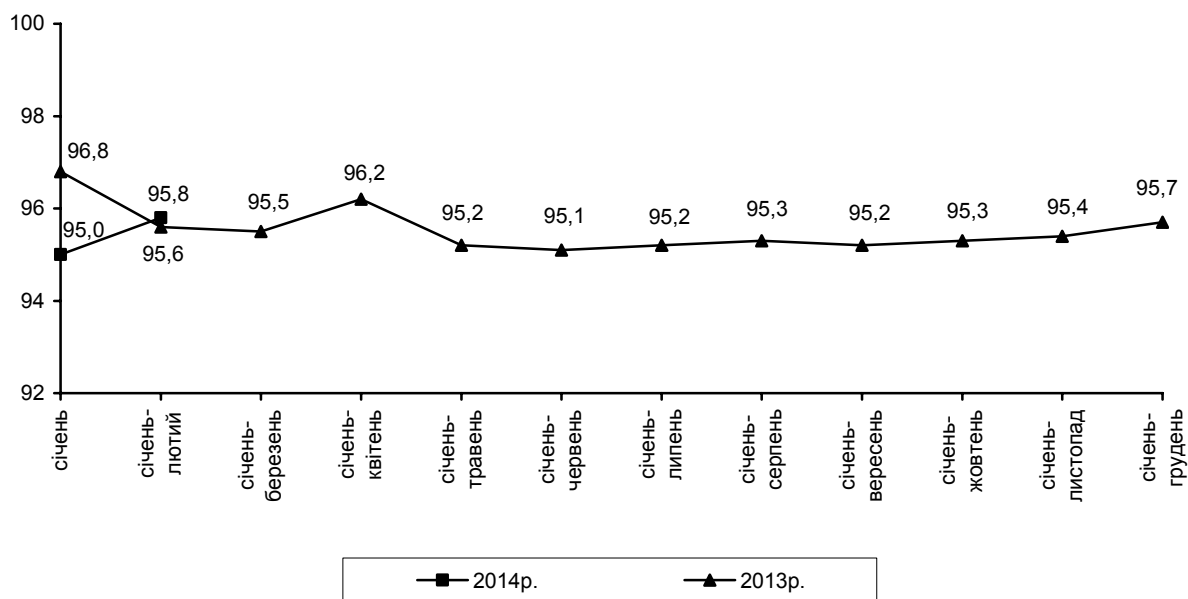 100
98
96
94
92
96,8
95,0
95,8
95,6
95,5
96,2
95,2
95,1
95,2
95,3
95,2
95,3
95,4
95,7
січень
січень-
лютий
січень-
березень
січень-
квітень
січень-
травень
січень-
червень
січень-
липень
січень-
серпень
січень-
вересень
січень-
жовтень
січень-
листопад
січень-
грудень
2014р.
2013р.